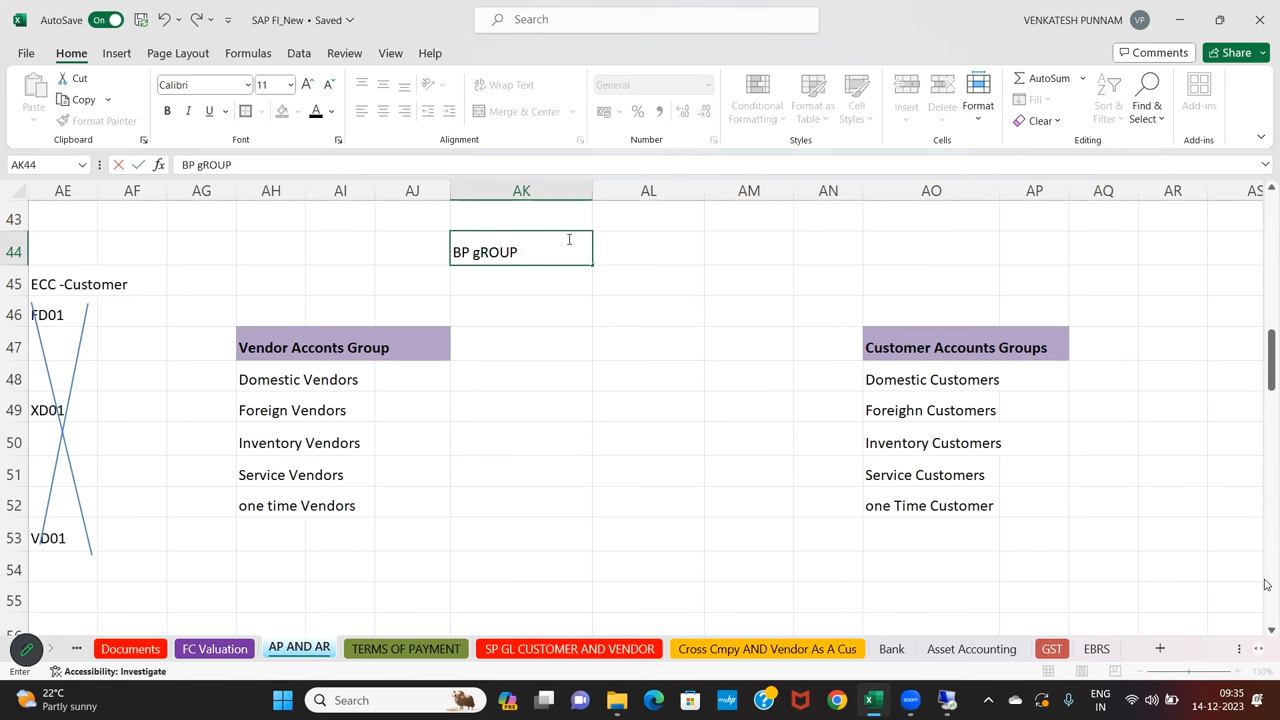 AutoSave On SAP FI_New • Saved Search VENKATESH PUNNAM VP
File Home Insert Page Layout Formulas Data Review View Help Comments Share
Cut Calibri 11 Wrap Text General AutoSum
Paste Copy Merge & Center Conditional Formatting Format as Table Cell Styles Insert Delete Format Fill Sort & Filter Find & Select Add-ins
Format Painter Clear
Clipboard Font Alignment Number Styles Cells Editing Add-ins
AK44 BP gROUP
AE AF AG AH AI AJ AK AL AM AN AO AP AQ AR AS
43
44 BP gROUP
45 ECC -Customer
46 FD01
47 Vendor Acconts Group Customer Accounts Groups
48 Domestic Vendors Domestic Customers
49 XD01 Foreign Vendors Foreighn Customers
50 Inventory Vendors Inventory Customers
51 Service Vendors Service Customers
52 one time Vendors one Time Customer
53 VD01
54
55
Documents FC Valuation AP AND AR TERMS OF PAYMENT SP GL CUSTOMER AND VENDOR Cross Cmpy AND Vendor As A Cus Bank Asset Accounting GST EBRS
Enter Accessibility: Investigate 130%
22°C Partly sunny Search ENG IN 09:35 14-12-2023